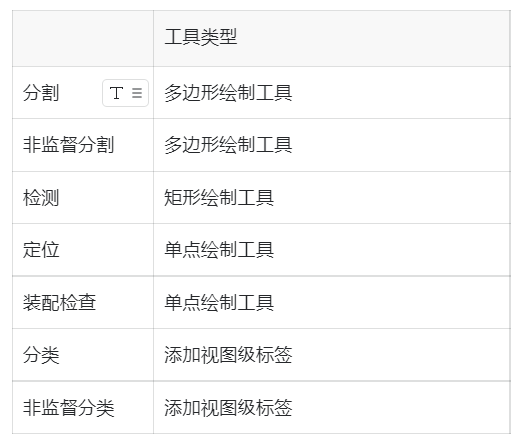 工具类型
分割 T 多边形绘制工具
非监督分割 多边形绘制工具
检测 矩形绘制工具
定位 单点绘制工具
装配检查 单点绘制工具
分类 添加视图级标签
非监督分类 添加视图级标签